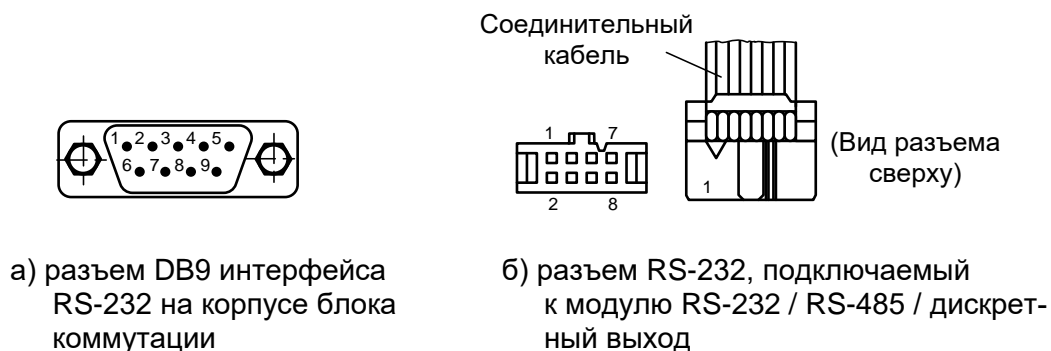 Соединительный
кабель
1 2 3 4 5
6 7 8 9
1 7
2 8
1
(Вид разъема
сверху)
а) разъем DB9 интерфейса
RS-232 на корпусе блока
коммутации
б) разъем RS-232, подключаемый
к модулю RS-232 / RS-485 / дискрет-
ный выход